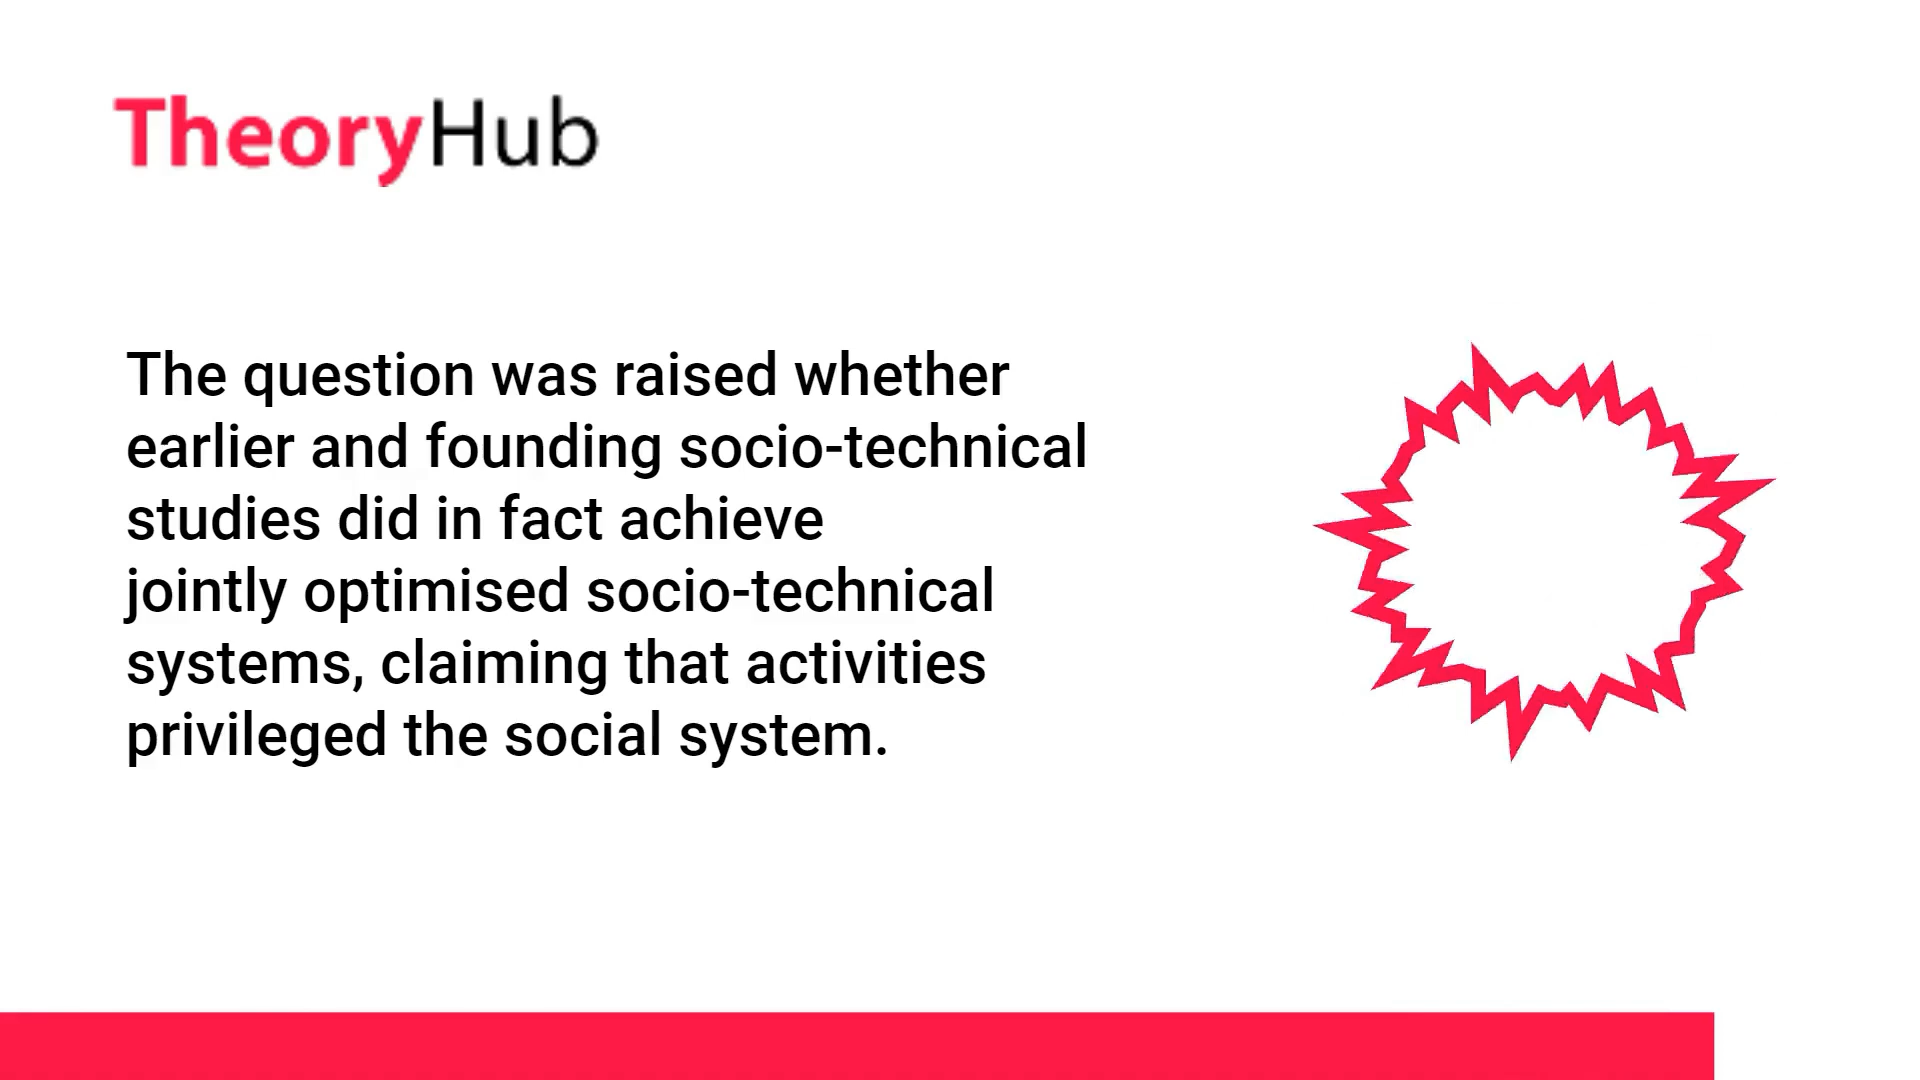 TheoryHub
The question was raised whether
earlier and founding socio-technical
studies did in fact achieve
jointly optimised socio-technical
systems, claiming that activities
privileged the social system.